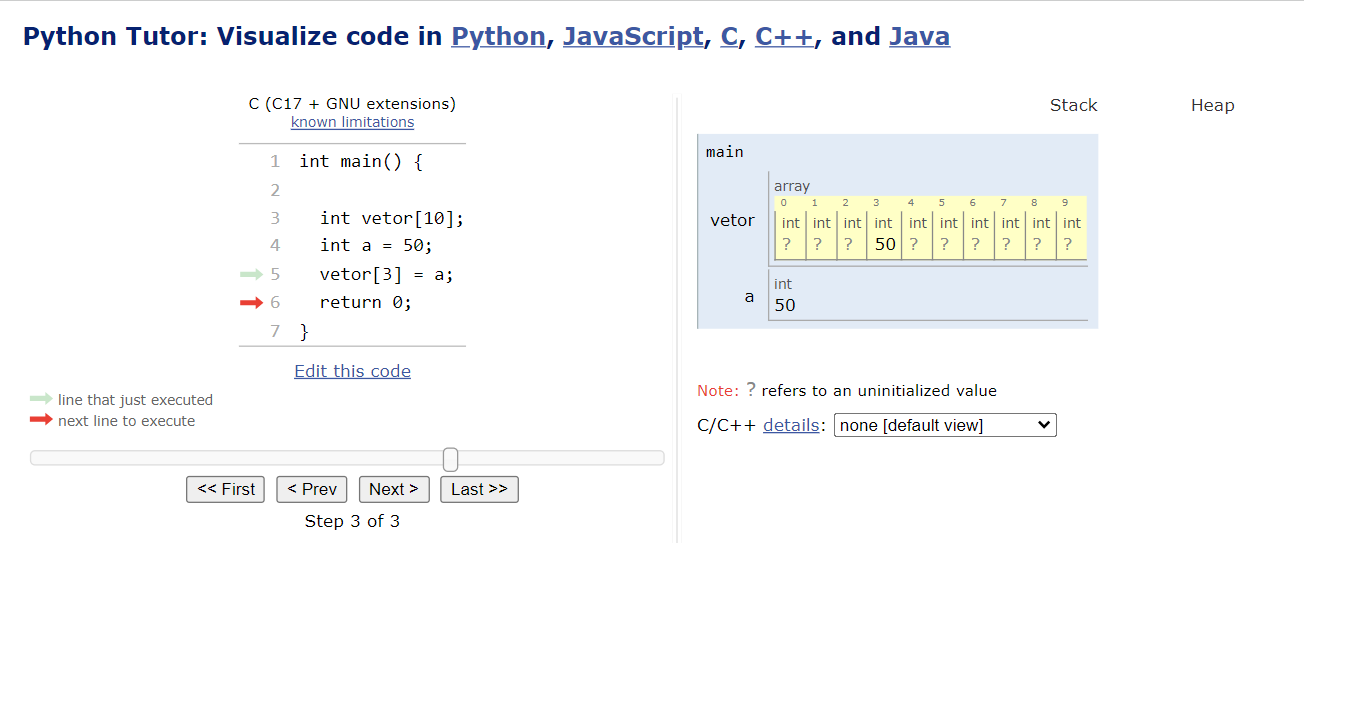 Python Tutor: Visualize code in Python, JavaScript, C, C++, and Java
C (C17 + GNU extensions)
known limitations
1 int main() {
2
3 int vetor[10];
4 int a = 50;
5 vetor[3] = a;
6 return 0;
7 }
Edit this code
line that just executed
next line to execute
<< First < Prev Next > Last >>
Step 3 of 3
Stack Heap
main
array
0 1 2 3 4 5 6 7 8 9
vetor int int int int int int int int int int
? ? ? 50 ? ? ? ? ? ?
int
a 50
Note: ? refers to an uninitialized value
C/C++ details: none [default view]